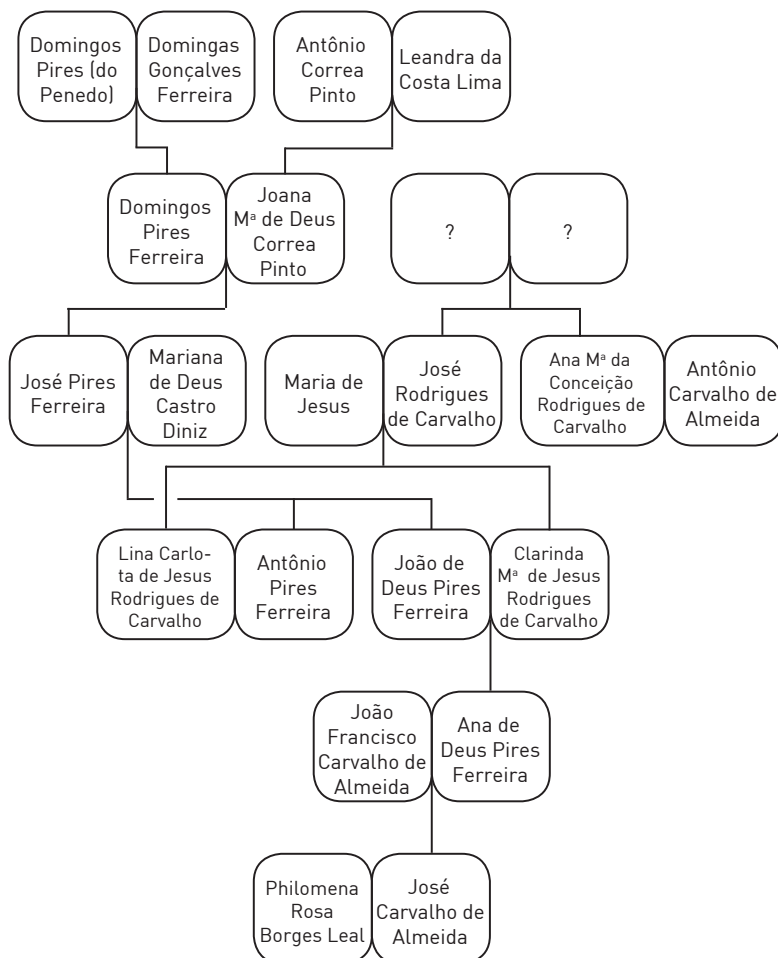 Domingos
Pires (do
Penedo)
Domingas
Gonçalves
Ferreira
Antônio
Correa
Pinto
Leandra da
Costa Lima
Domingos
Pires
Ferreira
Joana
Mª de Deus
Correa
Pinto
?
?
José Pires
Ferreira
Mariana
de Deus
Castro
Diniz
Maria de
Jesus
José
Rodrigues
de Carvalho
Ana Mª da
Conceição
Rodrigues de
Carvalho
Antônio
Carvalho de
Almeida
Lina Carlo-
ta de Jesus
Rodrigues de
Carvalho
Antônio
Pires
Ferreira
João de
Deus Pires
Ferreira
Clarinda
Mª de Jesus
Rodrigues
de Carvalho
João
Francisco
Carvalho de
Almeida
Ana de
Deus Pires
Ferreira
Philomena
Rosa
Borges Leal
José
Carvalho de
Almeida